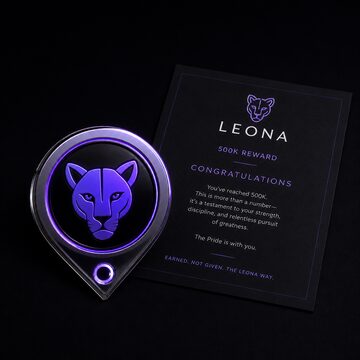 LEONA
500K REWARD
CONGRATULATIONS
You've reached 500K.
This is more than a number—
it's a testament to your strength,
discipline, and relentless pursuit
of greatness.
The Pride is with you.
EARNED. NOT GIVEN. THE LEONA WAY.